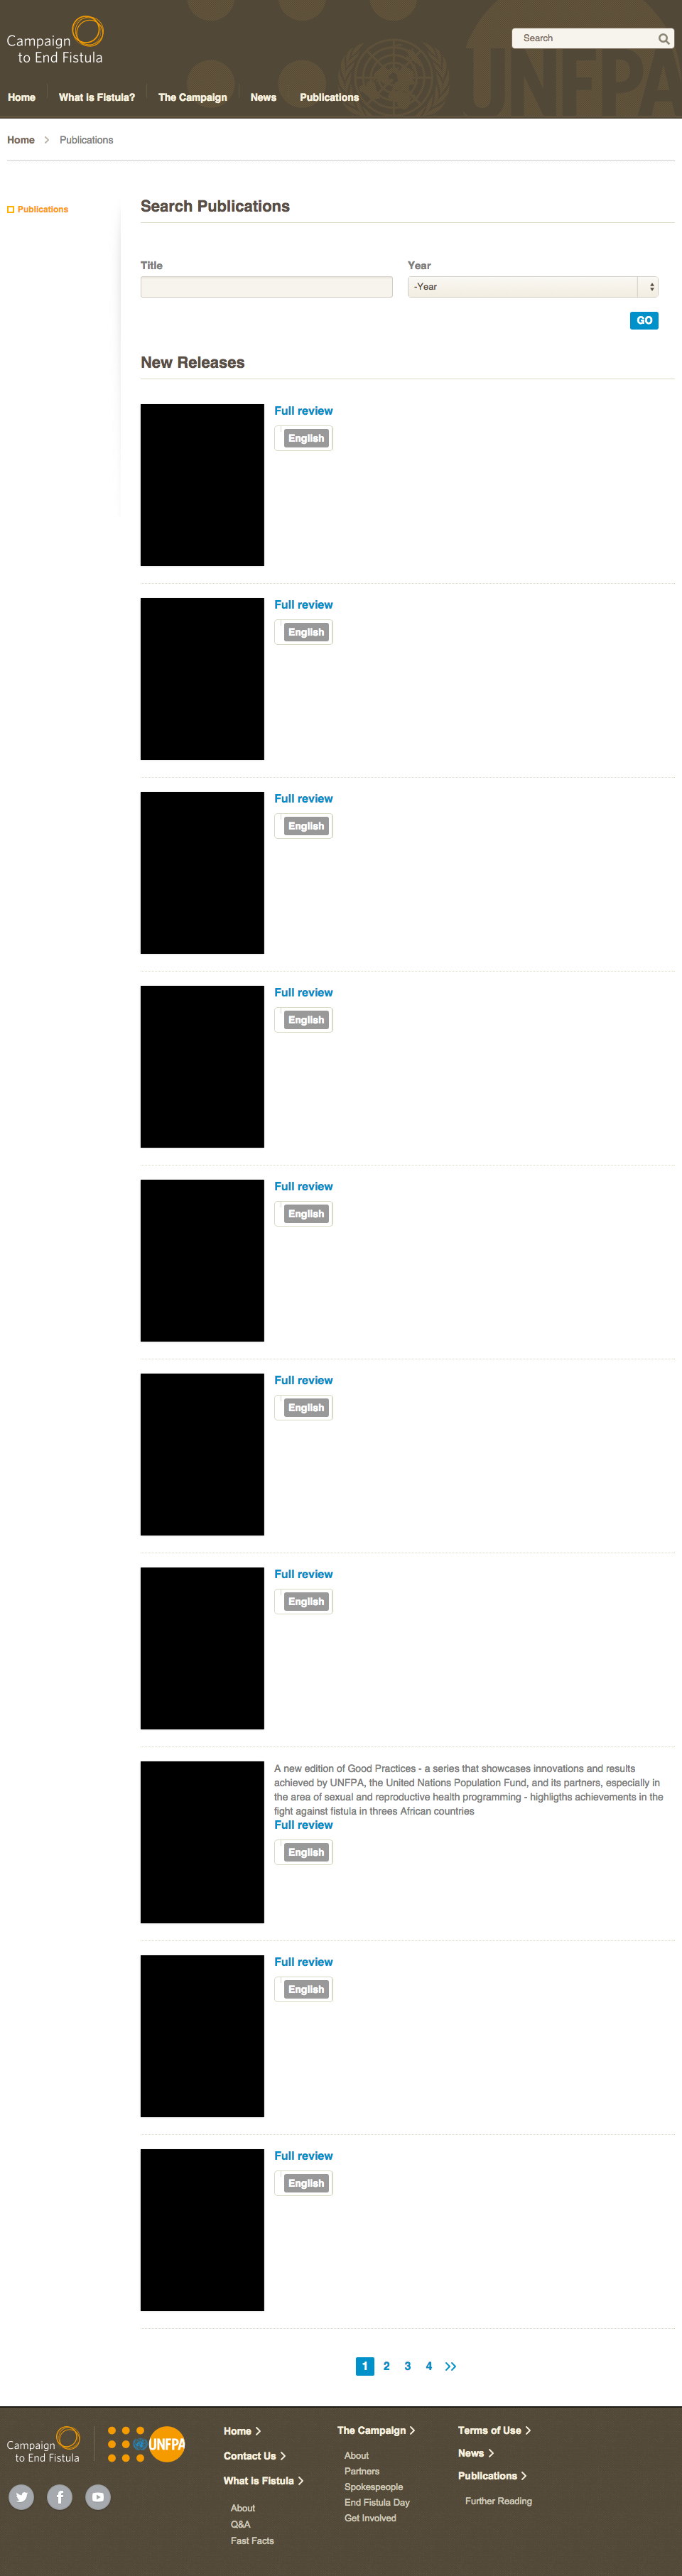 Campaign
to End Fistula
Search
UNFPA
Home
What is Fistula?
The Campaign
News
Publications
Home
Publications
Publications
Search Publications
Title
Year
-Year
GO
New Releases
Full review
English
Full review
English
Full review
English
Full review
English
Full review
English
Full review
English
Full review
English
A new edition of Good Practices - a series that showcases innovations and results
achieved by UNFPA, the United Nations Population Fund, and its partners, especially in
the area of sexual and reproductive health programming - highligths achievements in the
fight against fistula in threes African countries
Full review
English
Full review
English
Full review
English
1 2 3 4 >>
Campaign
to End Fistula
UNFPA
Home
Contact Us
What is Fistula
About
Q&A
Fast Facts
The Campaign
About
Partners
Spokespeople
End Fistula Day
Get Involved
Terms of Use
News
Publications
Further Reading